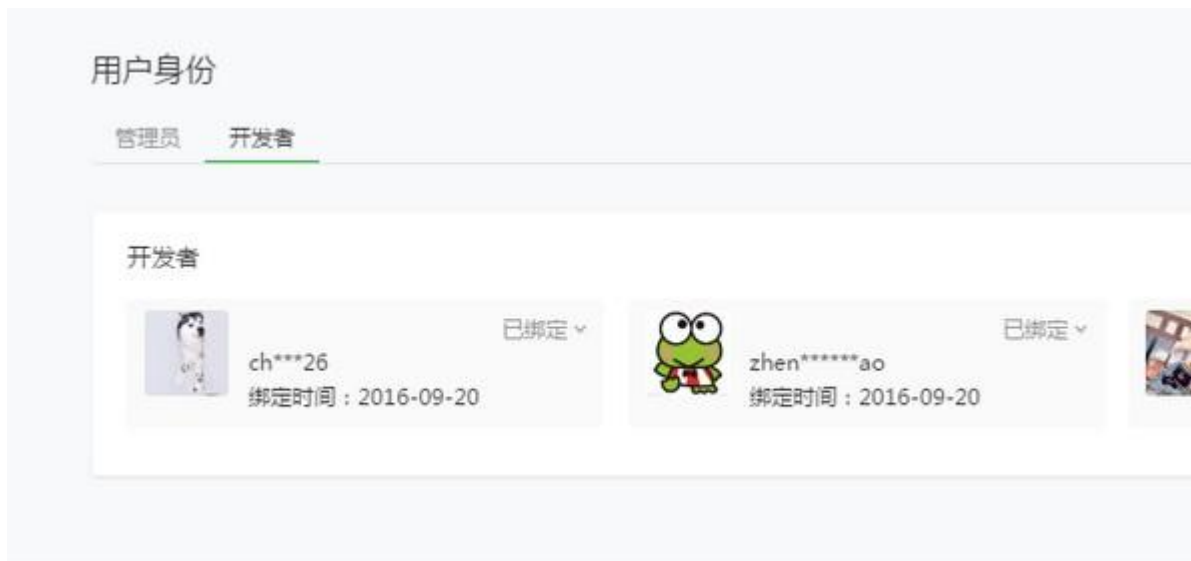 用户身份
管理员 开发者
开发者
已绑定
ch***26
绑定时间：2016-09-20
已绑定
zhen******ao
绑定时间：2016-09-20